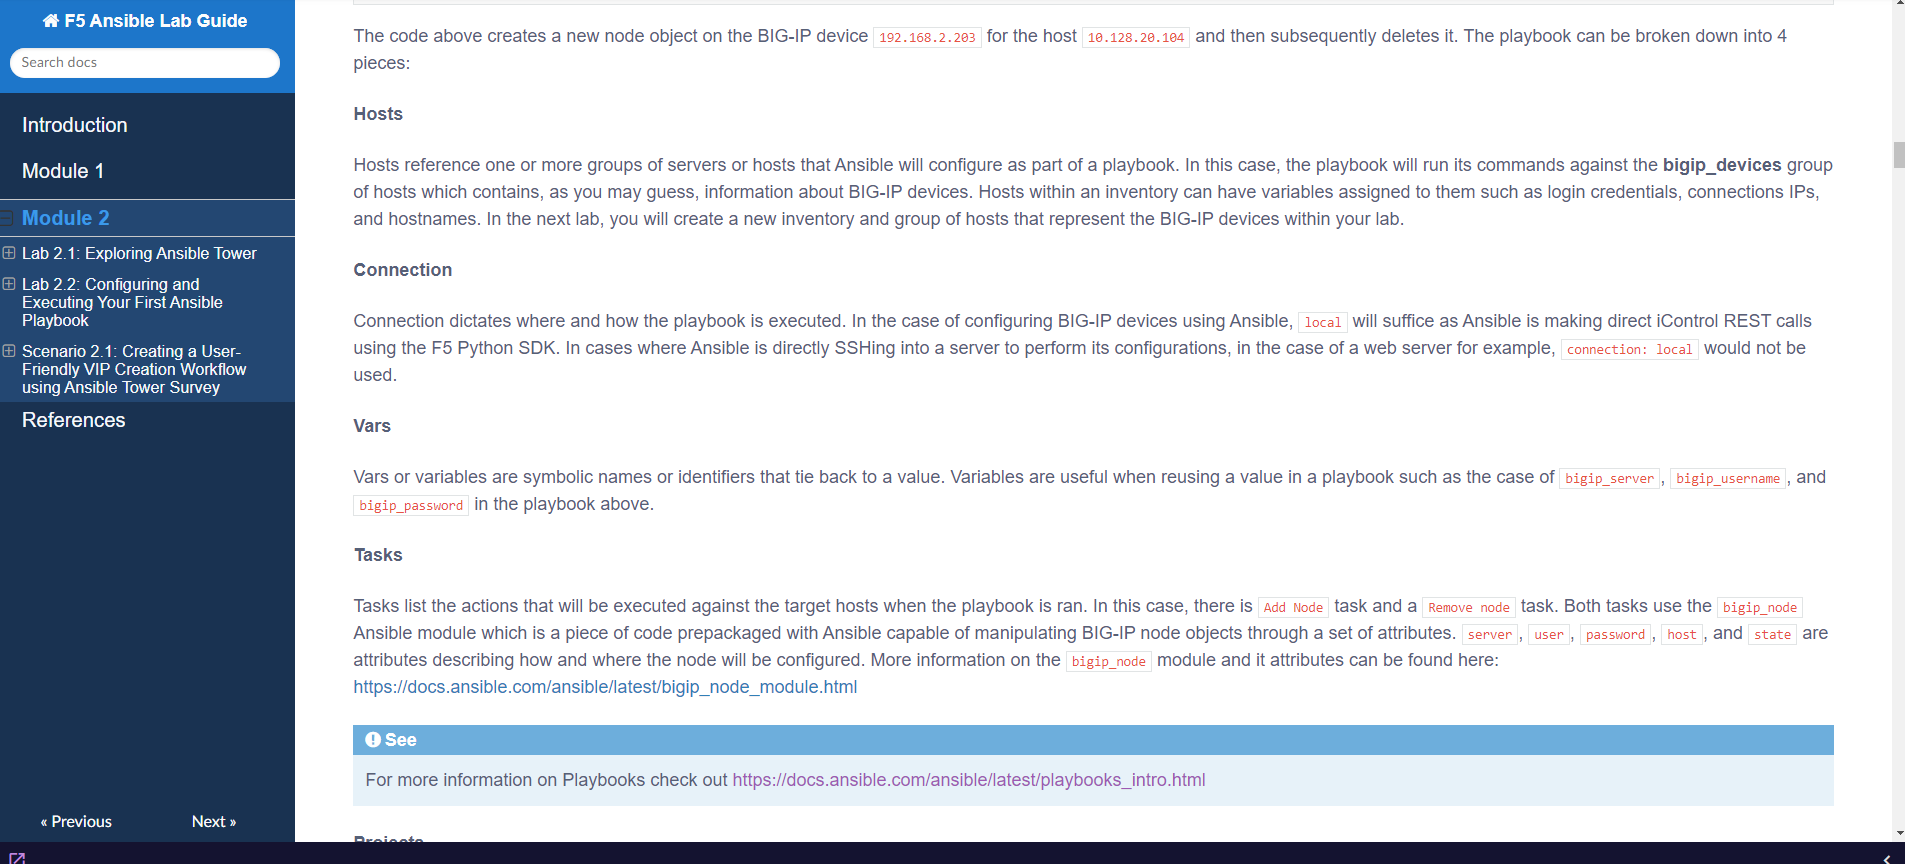 F5 Ansible Lab Guide
Search docs
Introduction
Module 1
Module 2
Lab 2.1: Exploring Ansible Tower
Lab 2.2: Configuring and
Executing Your First Ansible
Playbook
Scenario 2.1: Creating a User-
Friendly VIP Creation Workflow
using Ansible Tower Survey
References
« Previous
Next »
The code above creates a new node object on the BIG-IP device 192.168.2.203 for the host 10.128.20.104 and then subsequently deletes it. The playbook can be broken down into 4
pieces:
Hosts
Hosts reference one or more groups of servers or hosts that Ansible will configure as part of a playbook. In this case, the playbook will run its commands against the bigip_devices group
of hosts which contains, as you may guess, information about BIG-IP devices. Hosts within an inventory can have variables assigned to them such as login credentials, connections IPs,
and hostnames. In the next lab, you will create a new inventory and group of hosts that represent the BIG-IP devices within your lab.
Connection
Connection dictates where and how the playbook is executed. In the case of configuring BIG-IP devices using Ansible, local will suffice as Ansible is making direct iControl REST calls
using the F5 Python SDK. In cases where Ansible is directly SSHing into a server to perform its configurations, in the case of a web server for example, connection: local would not be
used.
Vars
Vars or variables are symbolic names or identifiers that tie back to a value. Variables are useful when reusing a value in a playbook such as the case of bigip_server, bigip_username, and
bigip_password in the playbook above.
Tasks
Tasks list the actions that will be executed against the target hosts when the playbook is ran. In this case, there is Add Node task and a Remove node task. Both tasks use the bigip_node
Ansible module which is a piece of code prepackaged with Ansible capable of manipulating BIG-IP node objects through a set of attributes. server, user, password, host, and state are
attributes describing how and where the node will be configured. More information on the bigip_node module and it attributes can be found here:
https://docs.ansible.com/ansible/latest/bigip_node_module.html
See
For more information on Playbooks check out https://docs.ansible.com/ansible/latest/playbooks_intro.html
Projects